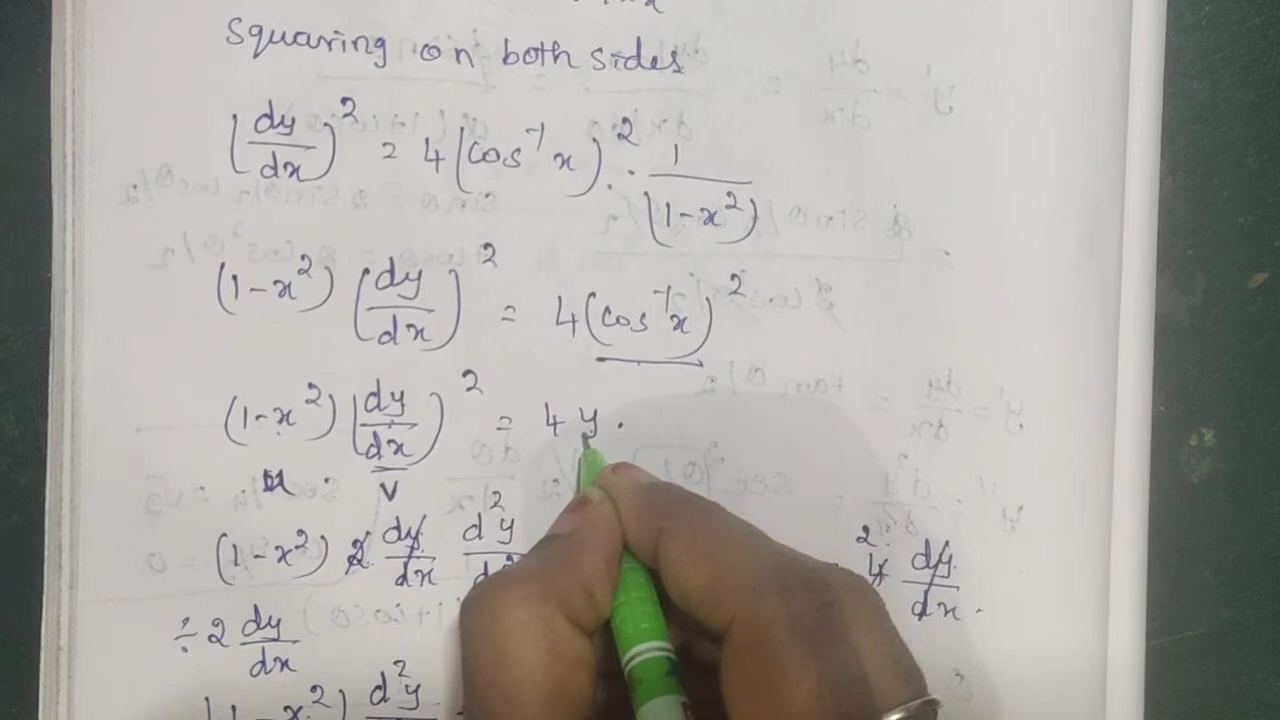 Squaring on both sides
(dy/dx)² = 4(cos⁻¹x)² · 1/(1-x²)
(1-x²)(dy/dx)² = 4(cos⁻¹x)²
(1-x²)(dy/dx)² = 4y.
u · v
(1-x²) 2 dy/dx d²y 4 2 dy/dx.
÷ 2 dy/dx
(1-x²) d²y